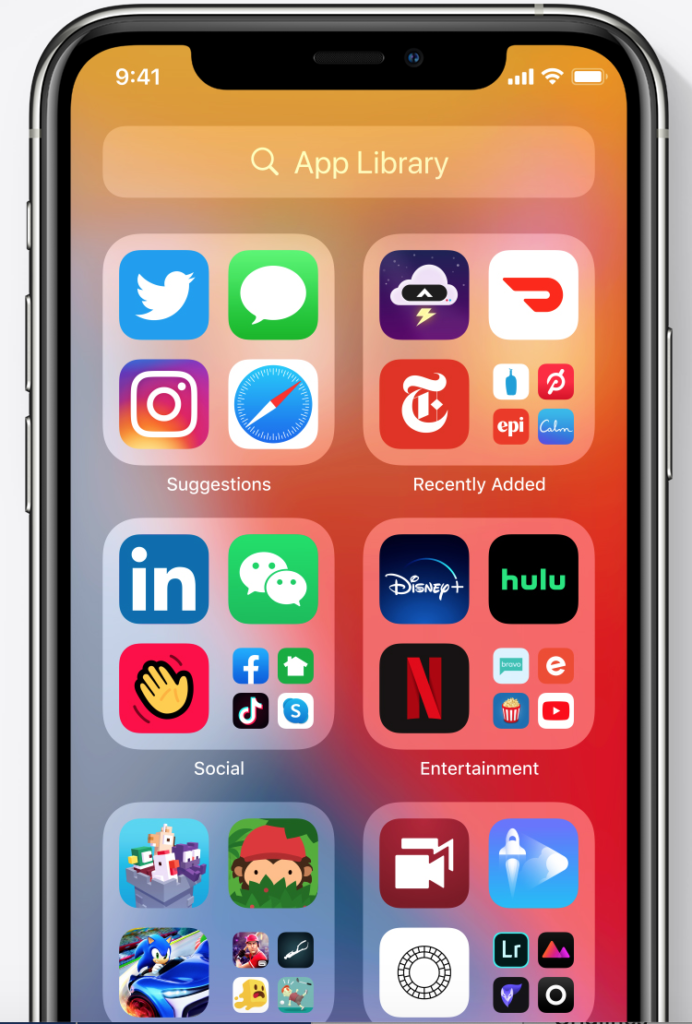 9:41
App Library
epi
Calm
Suggestions
Recently Added
in
Disney+
hulu
bravo
e
Social
Entertainment
Lr